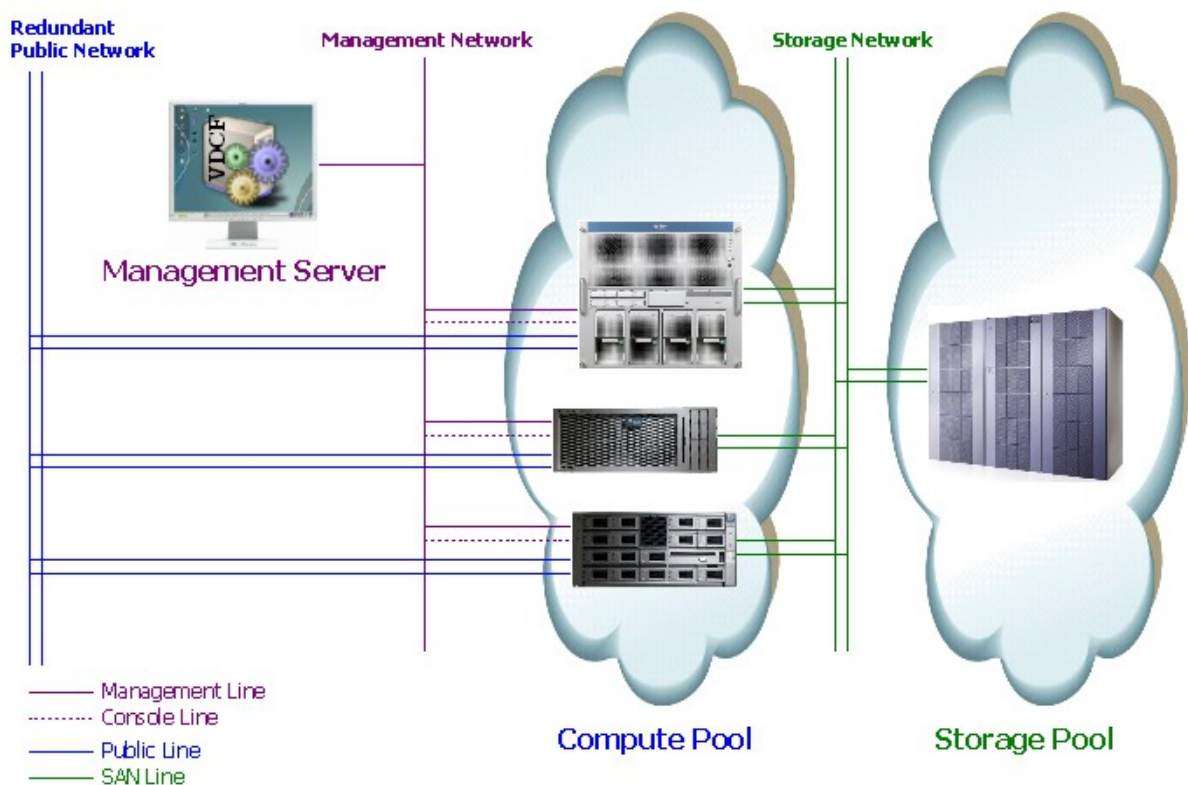 Redundant
Public Network
Management Network
Storage Network
VDCF
Management Server
Management Line
Console Line
Public Line
SAN Line
Compute Pool
Storage Pool